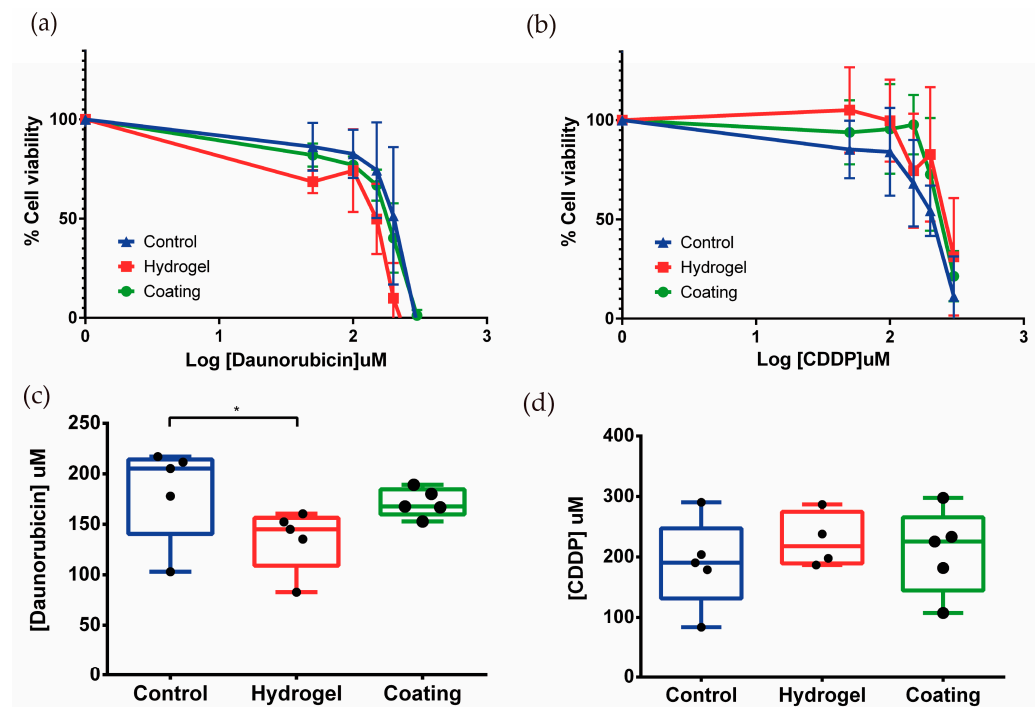 (a)
% Cell viability
100
50
0
Control
Hydrogel
Coating
0 1 2 3
Log [Daunorubicin]uM
(b)
% Cell viability
100
50
0
Control
Hydrogel
Coating
0 1 2 3
Log [CDDP]uM
(c)
[Daunorubicin] uM
250
200
150
100
50
0
*
Control Hydrogel Coating
(d)
[CDDP] uM
400
300
200
100
0
Control Hydrogel Coating